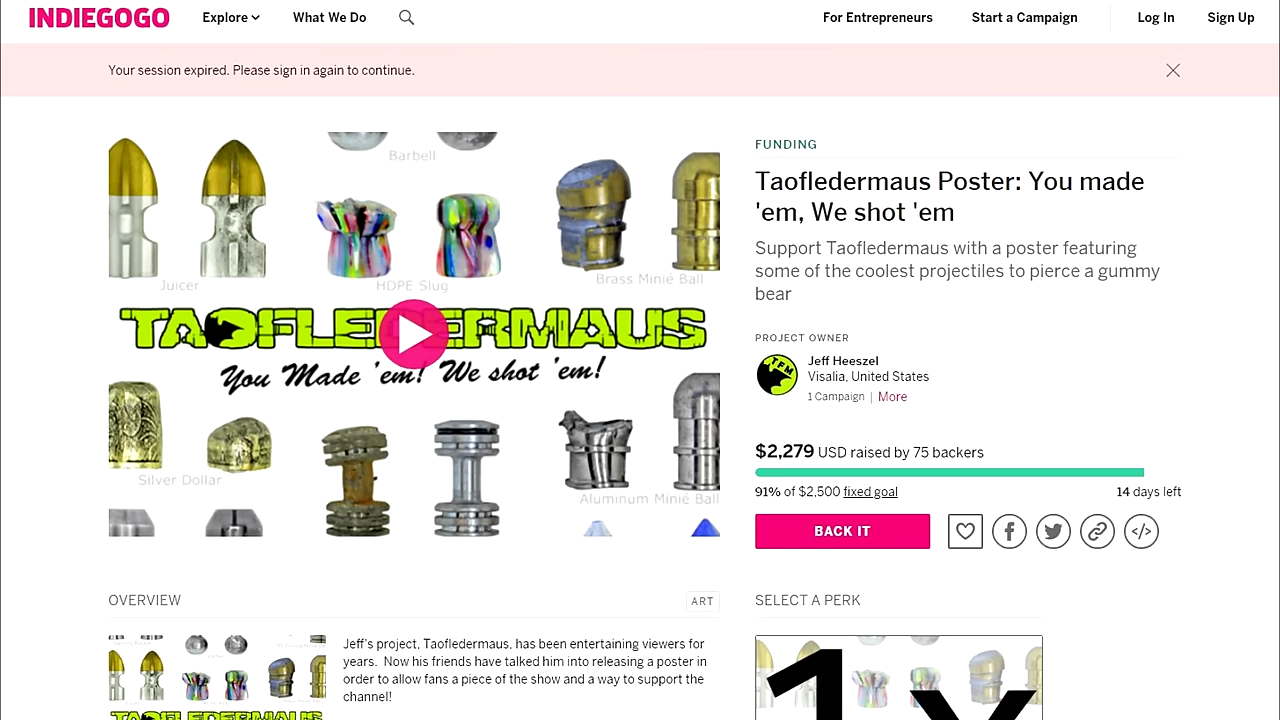 INDIEGOGO
Explore
What We Do
For Entrepreneurs
Start a Campaign
Log In
Sign Up
Your session expired. Please sign in again to continue.
Barbell
Juicer
HDPE Slug
Brass Minié Ball
TAOFLEDERMAUS
You Made 'em! We shot 'em!
Silver Dollar
Aluminum Minié Ball
FUNDING
Taofledermaus Poster: You made
'em, We shot 'em
Support Taofledermaus with a poster featuring
some of the coolest projectiles to pierce a gummy
bear
PROJECT OWNER
TFM
Jeff Heeszel
Visalia, United States
1 Campaign | More
$2,279 USD raised by 75 backers
91% of $2,500 fixed goal
14 days left
BACK IT
</>
OVERVIEW
ART
Jeff's project, Taofledermaus, has been entertaining viewers for
years. Now his friends have talked him into releasing a poster in
order to allow fans a piece of the show and a way to support the
channel!
TAOFLEDERMAUS
SELECT A PERK
1x